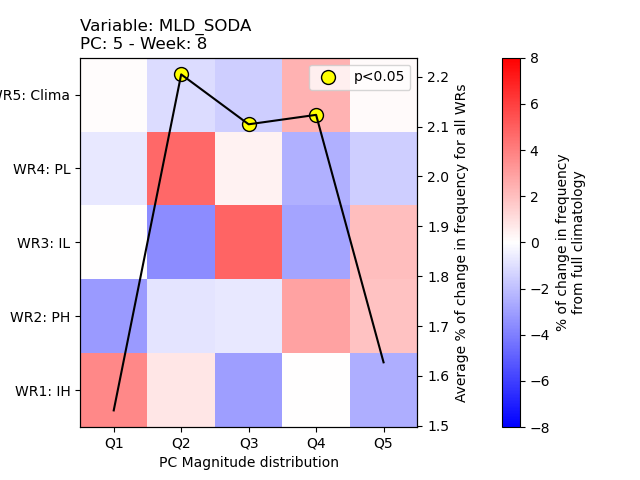 Variable: MLD_SODA
PC: 5 - Week: 8
p<0.05
WR5: Clima
WR4: PL
WR3: IL
WR2: PH
WR1: IH
Q1 Q2 Q3 Q4 Q5
PC Magnitude distribution
2.2
2.1
2.0
1.9
1.8
1.7
1.6
1.5
Average % of change in frequency for all WRs
8
6
4
2
0
−2
−4
−6
−8
% of change in frequency
from full climatology